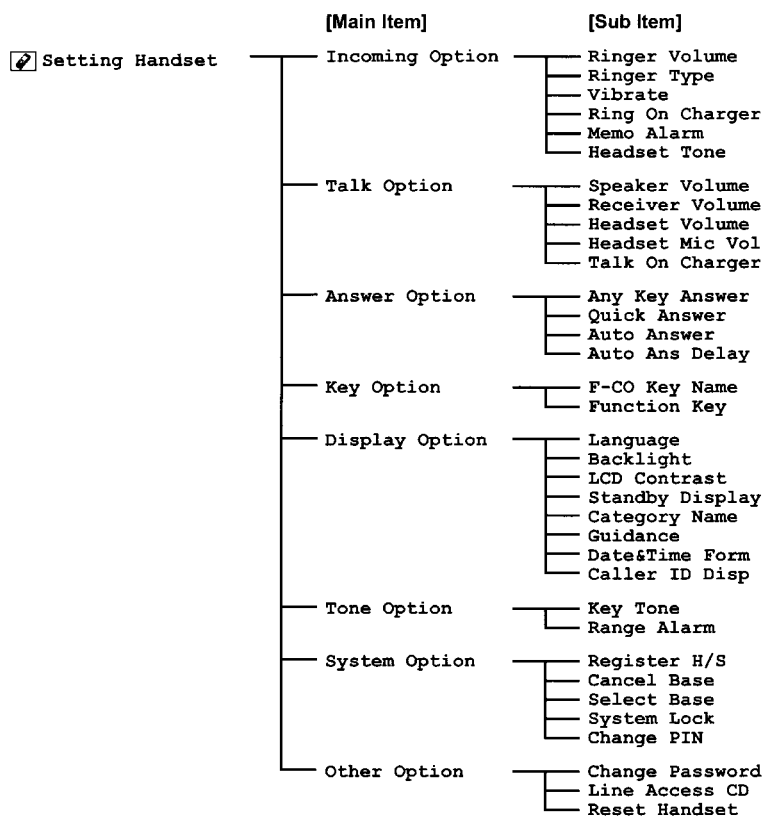 [Main Item] [Sub Item]
Setting Handset Incoming Option Ringer Volume
Ringer Type
Vibrate
Ring On Charger
Memo Alarm
Headset Tone
Talk Option Speaker Volume
Receiver Volume
Headset Volume
Headset Mic Vol
Talk On Charger
Answer Option Any Key Answer
Quick Answer
Auto Answer
Auto Ans Delay
Key Option F-CO Key Name
Function Key
Display Option Language
Backlight
LCD Contrast
Standby Display
Category Name
Guidance
Date&Time Form
Caller ID Disp
Tone Option Key Tone
Range Alarm
System Option Register H/S
Cancel Base
Select Base
System Lock
Change PIN
Other Option Change Password
Line Access CD
Reset Handset